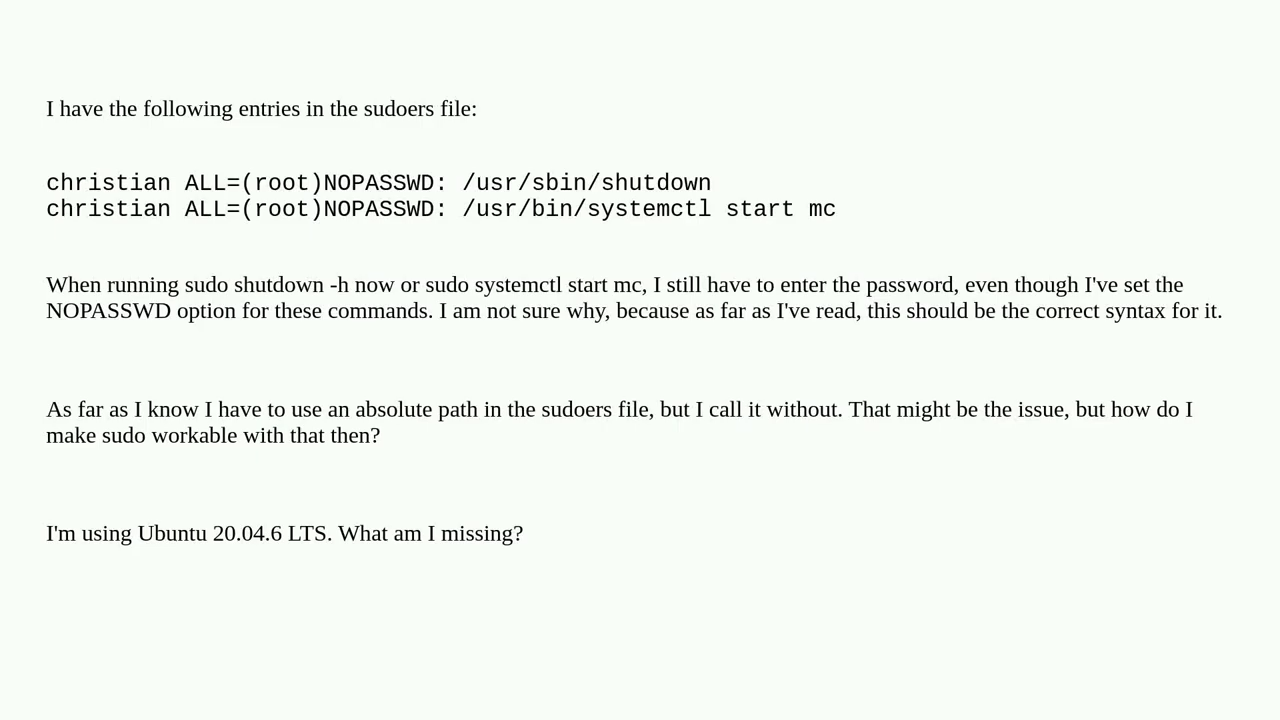 I have the following entries in the sudoers file:
christian ALL=(root)NOPASSWD: /usr/sbin/shutdown
christian ALL=(root)NOPASSWD: /usr/bin/systemctl start mc
When running sudo shutdown -h now or sudo systemctl start mc, I still have to enter the password, even though I've set the
NOPASSWD option for these commands. I am not sure why, because as far as I've read, this should be the correct syntax for it.
As far as I know I have to use an absolute path in the sudoers file, but I call it without. That might be the issue, but how do I
make sudo workable with that then?
I'm using Ubuntu 20.04.6 LTS. What am I missing?